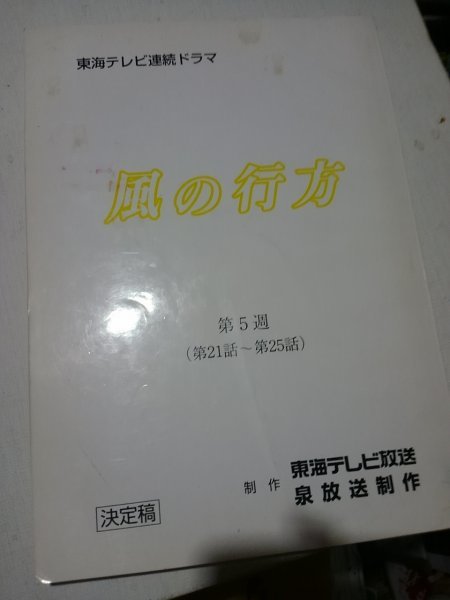 東海テレビ連続ドラマ
風の行方
第5週
(第21話～第25話)
制作 東海テレビ放送
泉放送制作
決定稿